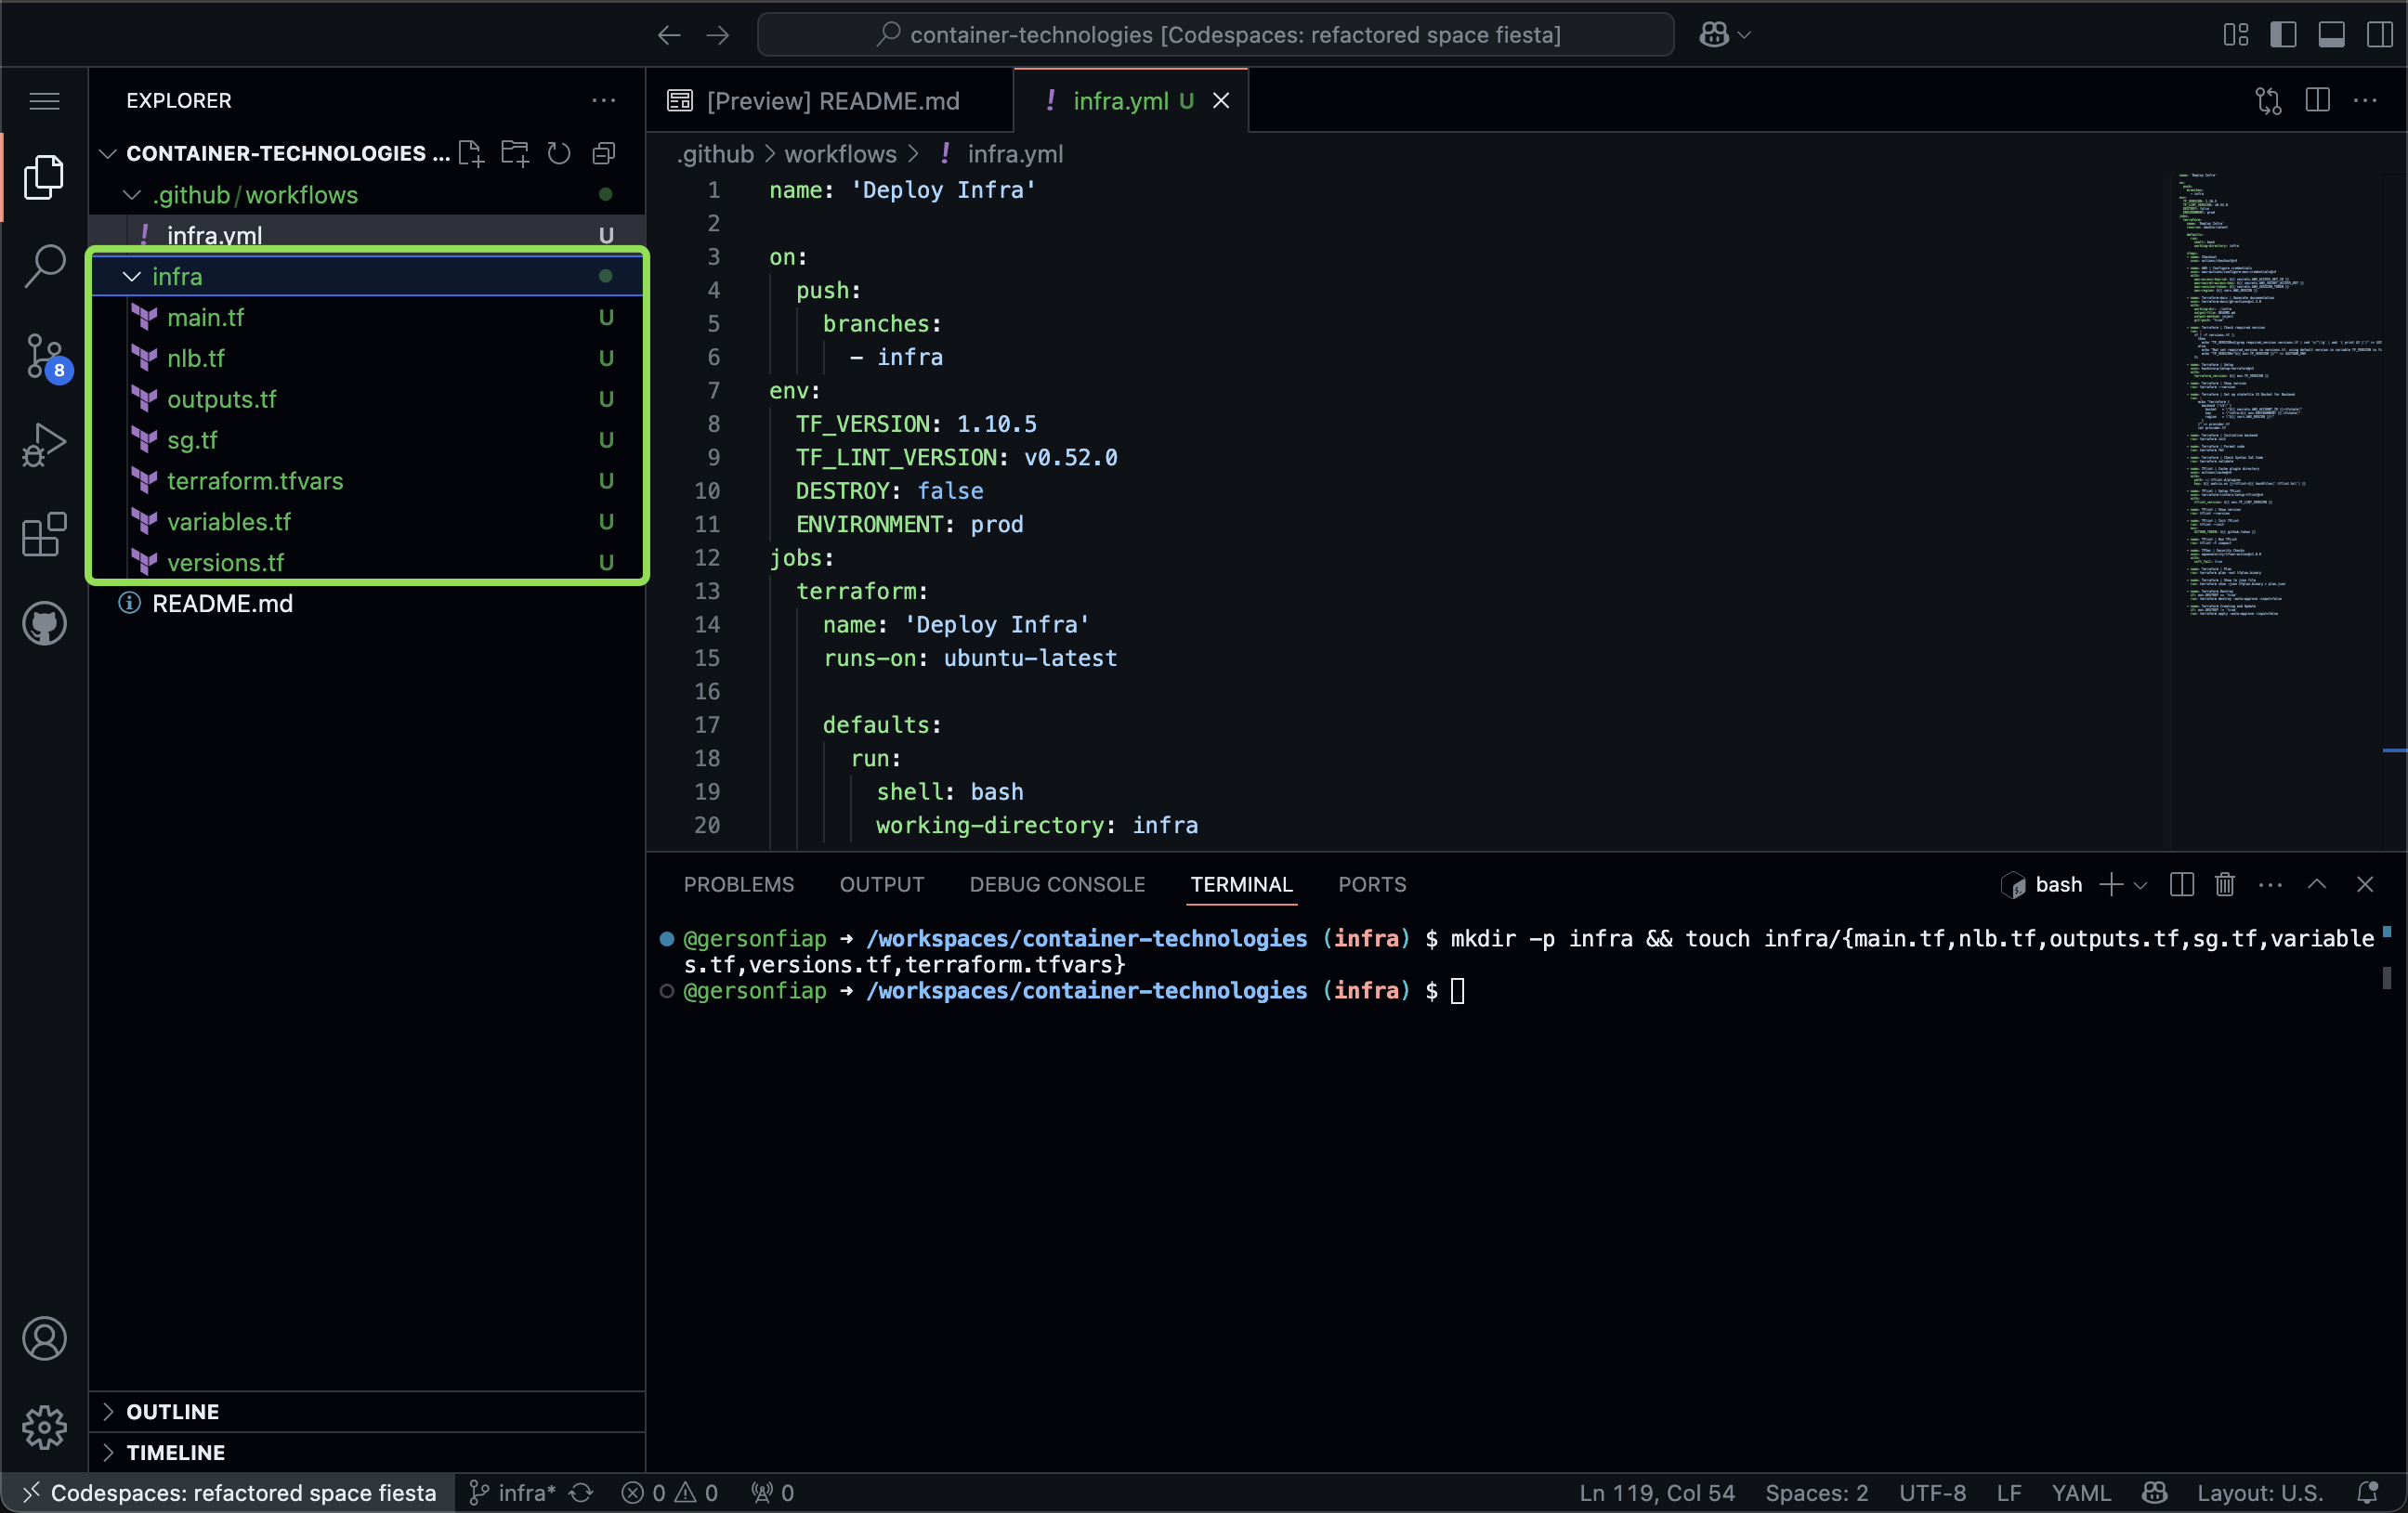 container-technologies [Codespaces: refactored space fiesta]
EXPLORER
CONTAINER-TECHNOLOGIES ...
.github/workflows
infra.yml U
infra
main.tf U
nlb.tf U
outputs.tf U
sg.tf U
terraform.tfvars U
variables.tf U
versions.tf U
README.md
8
OUTLINE
TIMELINE
[Preview] README.md
! infra.yml U
.github > workflows > ! infra.yml
1 name: 'Deploy Infra'
2
3 on:
4 push:
5 branches:
6 - infra
7 env:
8 TF_VERSION: 1.10.5
9 TF_LINT_VERSION: v0.52.0
10 DESTROY: false
11 ENVIRONMENT: prod
12 jobs:
13 terraform:
14 name: 'Deploy Infra'
15 runs-on: ubuntu-latest
16
17 defaults:
18 run:
19 shell: bash
20 working-directory: infra
PROBLEMS OUTPUT DEBUG CONSOLE TERMINAL PORTS
bash
@gersonfiap → /workspaces/container-technologies (infra) $ mkdir -p infra && touch infra/{main.tf,nlb.tf,outputs.tf,sg.tf,variable
s.tf,versions.tf,terraform.tfvars}
@gersonfiap → /workspaces/container-technologies (infra) $
Codespaces: refactored space fiesta infra* 0 0 0 Ln 119, Col 54 Spaces: 2 UTF-8 LF YAML Layout: U.S.